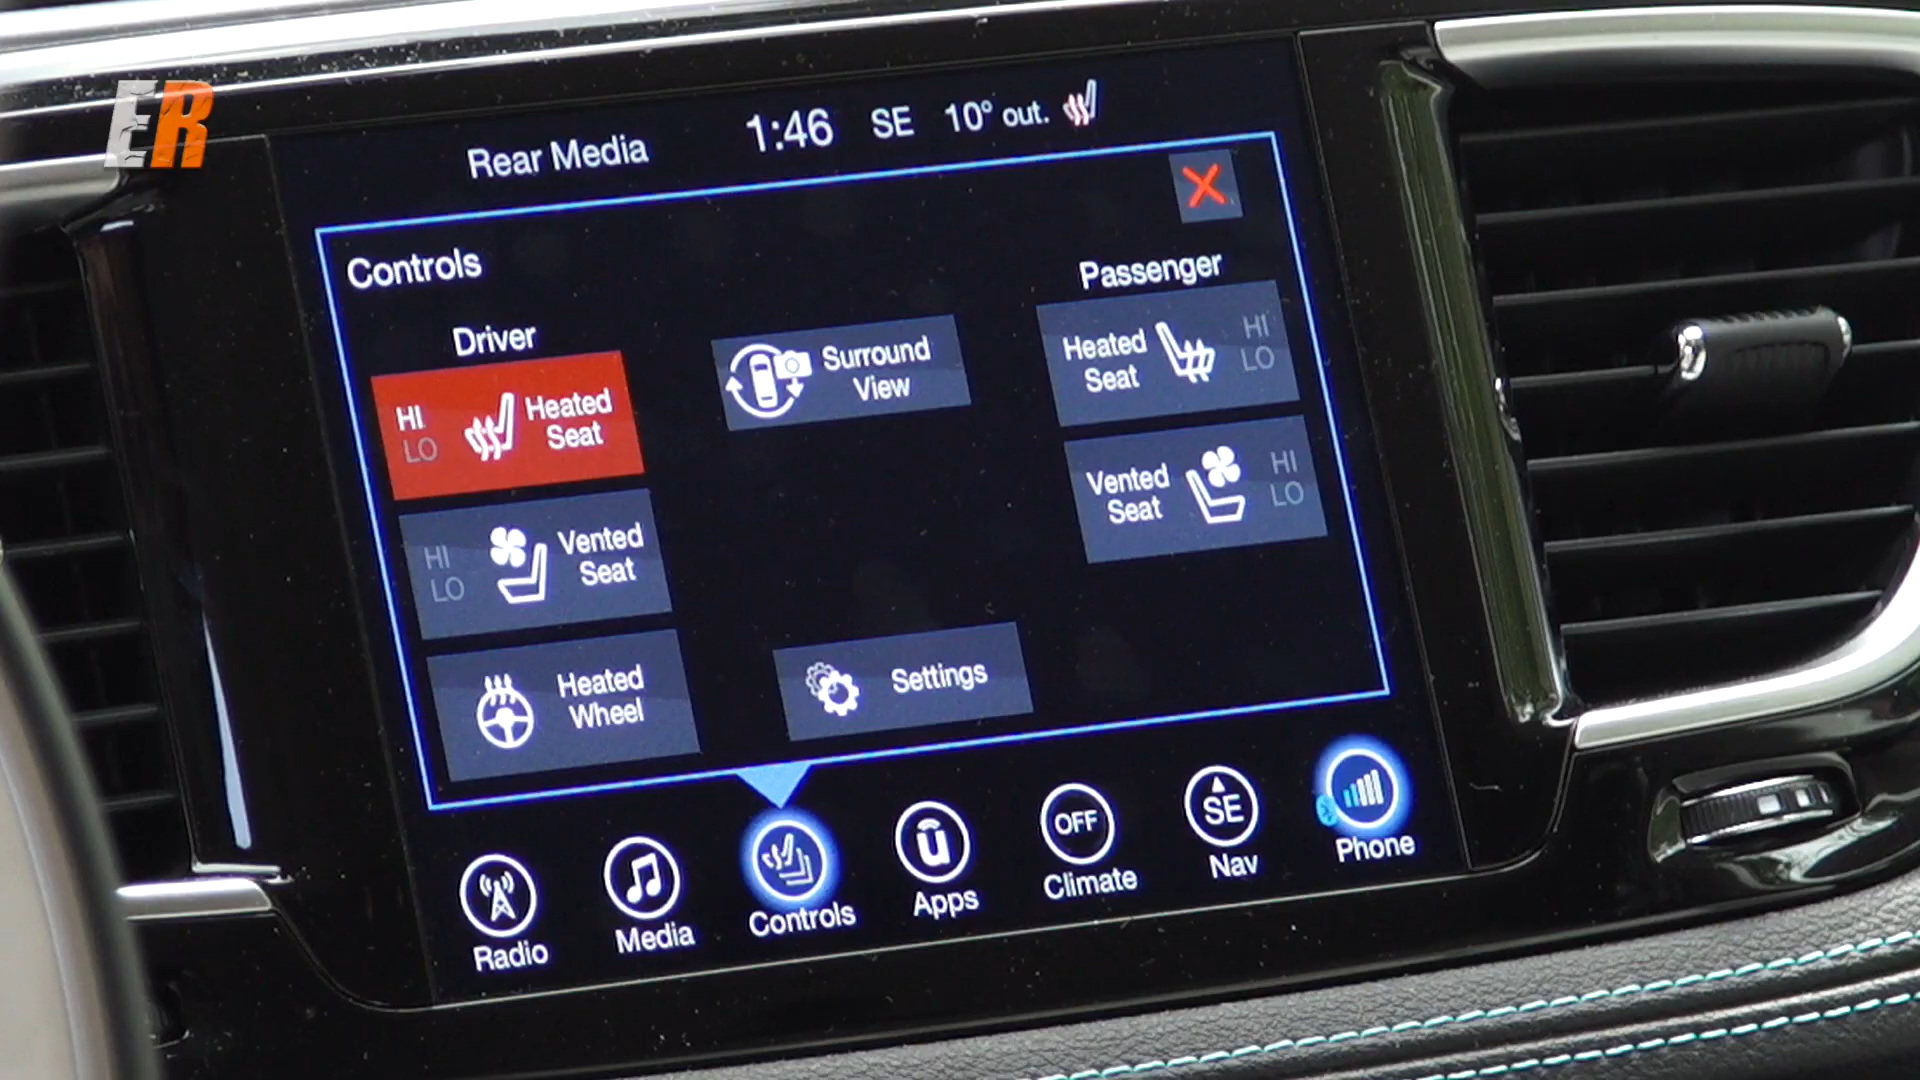 ER
Rear Media 1:46 SE 10° out.
Controls
Driver
HI
LO
Heated
Seat
HI
LO
Vented
Seat
Heated
Wheel
Surround
View
Settings
Passenger
Heated
Seat
HI
LO
Vented
Seat
HI
LO
Radio
Media
Controls
Apps
OFF
Climate
SE
Nav
Phone